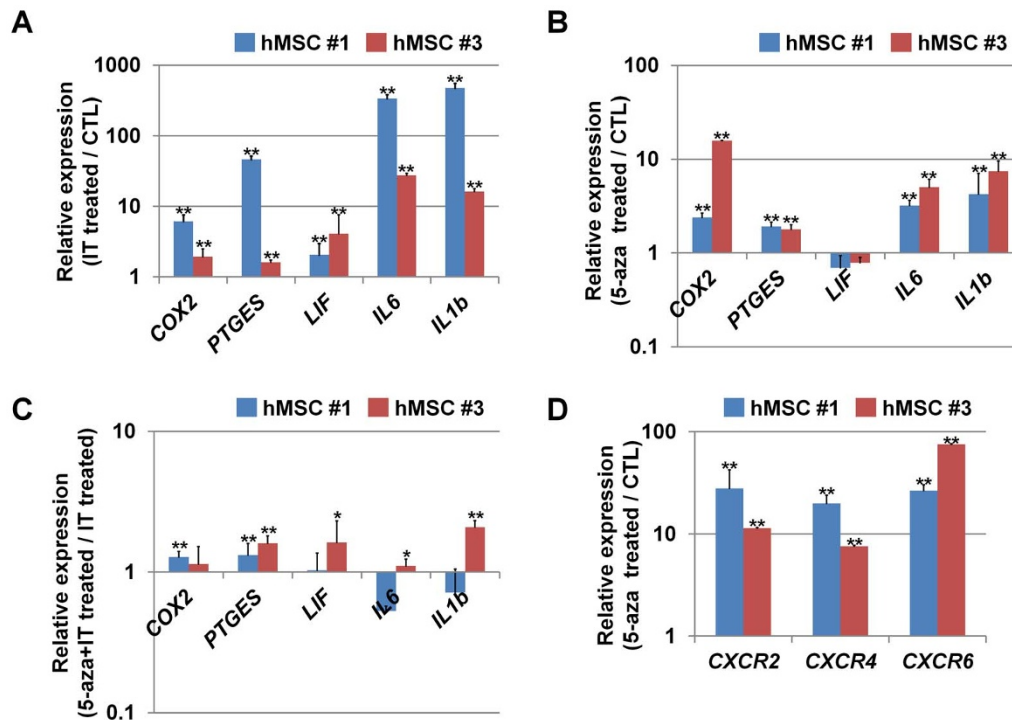 A
hMSC #1 hMSC #3
Relative expression
(IT treated / CTL)
1000
100
10
1
** ** ** ** ** ** ** ** ** **
COX2 PTGES LIF IL6 IL1b
B
hMSC #1 hMSC #3
Relative expression
(5-aza treated / CTL)
100
10
1
0.1
** ** ** ** ** ** ** **
COX2 PTGES LIF IL6 IL1b
C
hMSC #1 hMSC #3
Relative expression
(5-aza+IT treated / IT treated)
10
1
0.1
** ** ** * * **
COX2 PTGES LIF IL6 IL1b
D
hMSC #1 hMSC #3
Relative expression
(5-aza treated / CTL)
100
10
1
** ** ** ** ** **
CXCR2 CXCR4 CXCR6